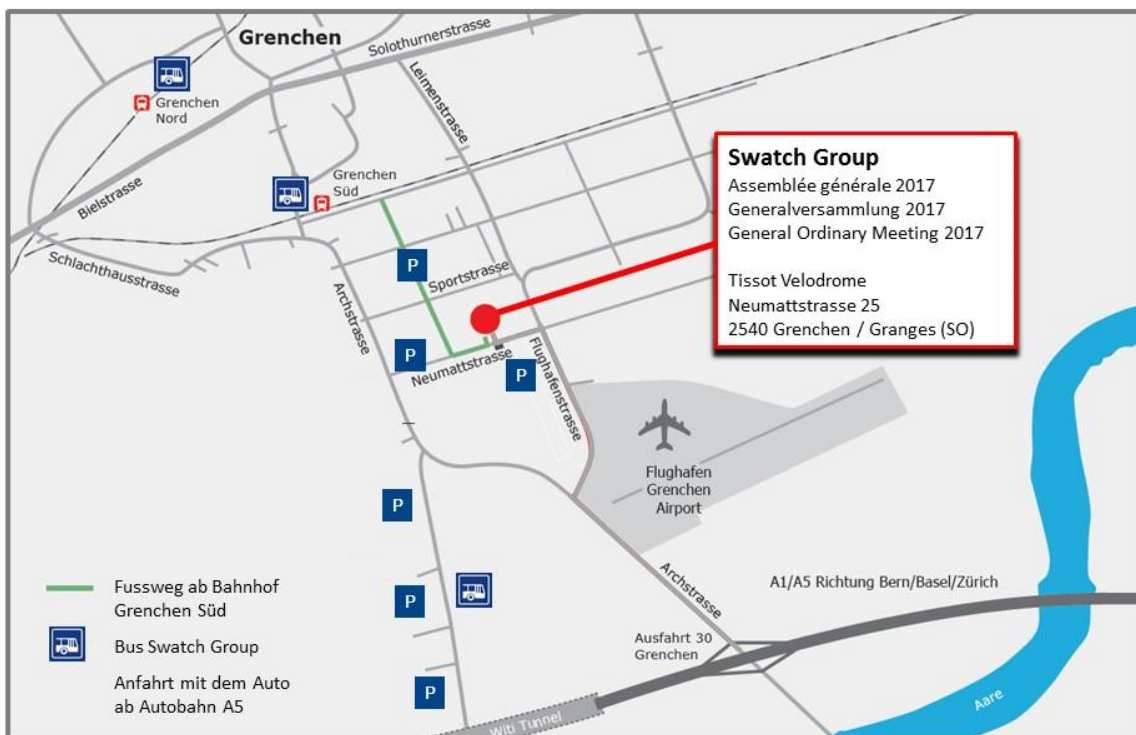 Grenchen
Solothurnerstrasse
Leimenstrasse
Grenchen
Nord
Bielstrasse
Grenchen
Süd
Schlachthausstrasse
Archstrasse
P
Sportstrasse
P
Neumattstrasse
P
Flughafenstrasse
Swatch Group
Assemblée générale 2017
Generalversammlung 2017
General Ordinary Meeting 2017
Tissot Velodrome
Neumattstrasse 25
2540 Grenchen / Granges (SO)
Flughafen
Grenchen
Airport
P
Archstrasse
A1/A5 Richtung Bern/Basel/Zürich
P
Ausfahrt 30
Grenchen
P
Witi Tunnel
Aare
Fussweg ab Bahnhof
Grenchen Süd
Bus Swatch Group
Anfahrt mit dem Auto
ab Autobahn A5